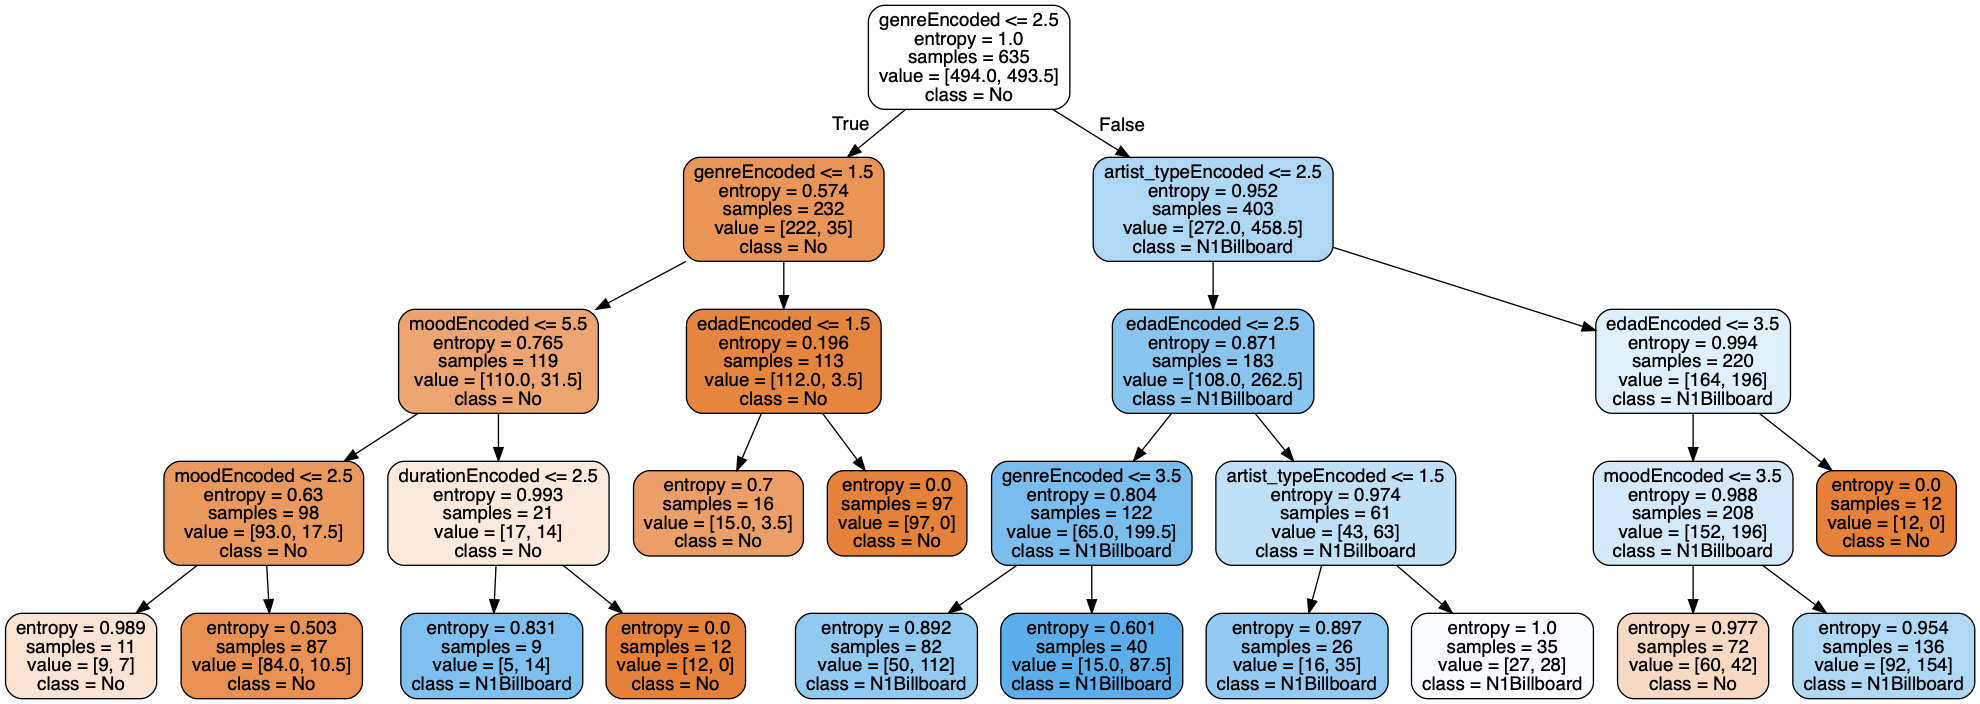 genreEncoded <= 2.5
entropy = 1.0
samples = 635
value = [494.0, 493.5]
class = No
True
False
genreEncoded <= 1.5
entropy = 0.574
samples = 232
value = [222, 35]
class = No
artist_typeEncoded <= 2.5
entropy = 0.952
samples = 403
value = [272.0, 458.5]
class = N1Billboard
moodEncoded <= 5.5
entropy = 0.765
samples = 119
value = [110.0, 31.5]
class = No
edadEncoded <= 1.5
entropy = 0.196
samples = 113
value = [112.0, 3.5]
class = No
edadEncoded <= 2.5
entropy = 0.871
samples = 183
value = [108.0, 262.5]
class = N1Billboard
edadEncoded <= 3.5
entropy = 0.994
samples = 220
value = [164, 196]
class = N1Billboard
moodEncoded <= 2.5
entropy = 0.63
samples = 98
value = [93.0, 17.5]
class = No
durationEncoded <= 2.5
entropy = 0.993
samples = 21
value = [17, 14]
class = No
entropy = 0.7
samples = 16
value = [15.0, 3.5]
class = No
entropy = 0.0
samples = 97
value = [97, 0]
class = No
genreEncoded <= 3.5
entropy = 0.804
samples = 122
value = [65.0, 199.5]
class = N1Billboard
artist_typeEncoded <= 1.5
entropy = 0.974
samples = 61
value = [43, 63]
class = N1Billboard
moodEncoded <= 3.5
entropy = 0.988
samples = 208
value = [152, 196]
class = N1Billboard
entropy = 0.0
samples = 12
value = [12, 0]
class = No
entropy = 0.989
samples = 11
value = [9, 7]
class = No
entropy = 0.503
samples = 87
value = [84.0, 10.5]
class = No
entropy = 0.831
samples = 9
value = [5, 14]
class = N1Billboard
entropy = 0.0
samples = 12
value = [12, 0]
class = No
entropy = 0.892
samples = 82
value = [50, 112]
class = N1Billboard
entropy = 0.601
samples = 40
value = [15.0, 87.5]
class = N1Billboard
entropy = 0.897
samples = 26
value = [16, 35]
class = N1Billboard
entropy = 1.0
samples = 35
value = [27, 28]
class = N1Billboard
entropy = 0.977
samples = 72
value = [60, 42]
class = No
entropy = 0.954
samples = 136
value = [92, 154]
class = N1Billboard